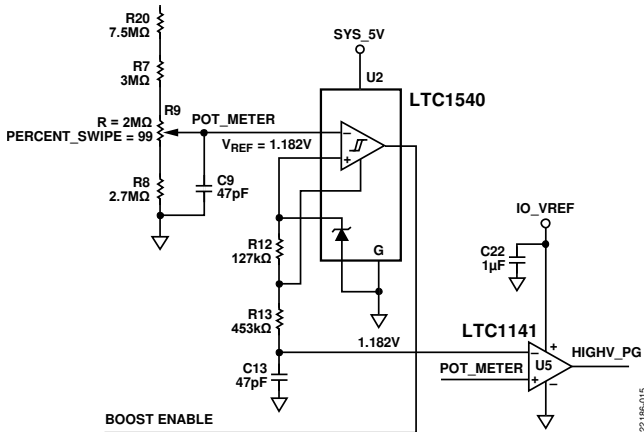 R20
7.5MΩ
SYS_5V
R7
3MΩ
U2
LTC1540
R9
R = 2MΩ
PERCENT_SWIPE = 99
POT_METER
VREF = 1.182V
−
+
R8
2.7MΩ
C9
47pF
IO_VREF
R12
127kΩ
G
C22
1µF
R13
453kΩ
LTC1141
1.182V
+
−
HIGHV_PG
U5
POT_METER
+
−
C13
47pF
BOOST ENABLE
22186-015